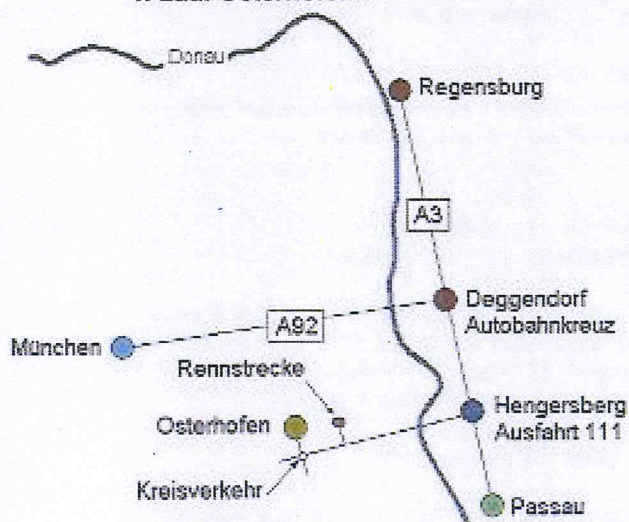 Donau
Regensburg
A3
Deggendorf
Autobahnkreuz
A92
München
Rennstrecke
Hengersberg
Ausfahrt 111
Osterhofen
Kreisverkehr
Passau